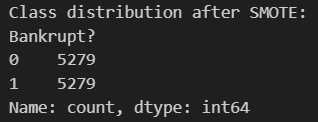 Class distribution after SMOTE:
Bankrupt?
0    5279
1    5279
Name: count, dtype: int64